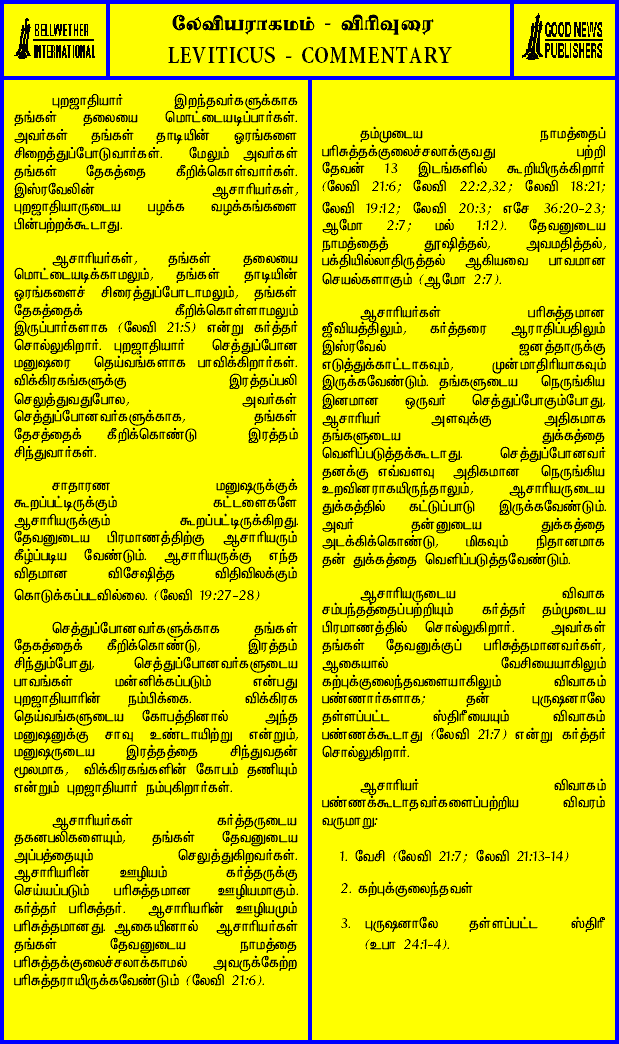 BELLWETHER
INTERNATIONAL
லேவியராகமம் - விரிவுரை
LEVITICUS - COMMENTARY
GOOD NEWS
PUBLISHERS
புறஜாதியார் இறந்தவர்களுக்காக
தங்கள் தலையை மொட்டையடிப்பார்கள்.
அவர்கள் தங்கள் தாடியின் ஓரங்களை
சிறைத்துப்போடுவார்கள். மேலும் அவர்கள்
தங்கள் தேகத்தை கீறிக்கொள்வார்கள்.
இஸ்ரவேலின் ஆசாரியர்கள்,
புறஜாதியாருடைய பழக்க வழக்கங்களை
பின்பற்றக்கூடாது.
ஆசாரியர்கள், தங்கள் தலையை
மொட்டையடிக்காமலும், தங்கள் தாடியின்
ஓரங்களைச் சிரைத்துப்போடாமலும், தங்கள்
தேகத்தைக் கீறிக்கொள்ளாமலும்
இருப்பார்களாக (லேவி 21:5) என்று கர்த்தர்
சொல்லுகிறார். புறஜாதியார் செத்துப்போன
மனுஷரை தெய்வங்களாக பாவிக்கிறார்கள்.
விக்கிரகங்களுக்கு இரத்தப்பலி
செலுத்துவதுபோல, அவர்கள்
செத்துப்போனவர்களுக்காக, தங்கள்
தேசத்தைக் கீறிக்கொண்டு இரத்தம்
சிந்துவார்கள்.
சாதாரண மனுஷருக்குக்
கூறப்பட்டிருக்கும் கட்டளைகளே
ஆசாரியருக்கும் கூறப்பட்டிருக்கிறது.
தேவனுடைய பிரமாணத்திற்கு ஆசாரியரும்
கீழ்ப்படிய வேண்டும். ஆசாரியருக்கு எந்த
விதமான விசேஷித்த விதிவிலக்கும்
கொடுக்கப்படவில்லை. (லேவி 19:27-28)
செத்துப்போனவர்களுக்காக தங்கள்
தேகத்தைக் கீறிக்கொண்டு, இரத்தம்
சிந்தும்போது, செத்துப்போனவர்களுடைய
பாவங்கள் மன்னிக்கப்படும் என்பது
புறஜாதியாரின் நம்பிக்கை. விக்கிரக
தெய்வங்களுடைய கோபத்தினால் அந்த
மனுஷனுக்கு சாவு உண்டாயிற்று என்றும்,
மனுஷருடைய இரத்தத்தை சிந்துவதன்
மூலமாக, விக்கிரகங்களின் கோபம் தணியும்
என்றும் புறஜாதியார் நம்புகிறார்கள்.
ஆசாரியர்கள் கர்த்தருடைய
தகனபலிகளையும், தங்கள் தேவனுடைய
அப்பத்தையும் செலுத்துகிறவர்கள்.
ஆசாரியரின் ஊழியம் கர்த்தருக்கு
செய்யப்படும் பரிசுத்தமான ஊழியமாகும்.
கர்த்தர் பரிசுத்தர். ஆசாரியரின் ஊழியமும்
பரிசுத்தமானது. ஆகையினால் ஆசாரியர்கள்
தங்கள் தேவனுடைய நாமத்தை
பரிசுத்தக்குலைச்சலாக்காமல் அவருக்கேற்ற
பரிசுத்தராயிருக்கவேண்டும் (லேவி 21:6).
தம்முடைய நாமத்தைப்
பரிசுத்தக்குலைச்சலாக்குவது பற்றி
தேவன் 13 இடங்களில் கூறியிருக்கிறார்
(லேவி 21:6; லேவி 22:2,32; லேவி 18:21;
லேவி 19:12; லேவி 20:3; எசே 36:20-23;
ஆமோ 2:7; மல் 1:12). தேவனுடைய
நாமத்தைத் தூஷித்தல், அவமதித்தல்,
பக்தியில்லாதிருத்தல் ஆகியவை பாவமான
செயல்களாகும் (ஆமோ 2:7).
ஆசாரியர்கள் பரிசுத்தமான
ஜீவியத்திலும், கர்த்தரை ஆராதிப்பதிலும்
இஸ்ரவேல் ஜனத்தாருக்கு
எடுத்துக்காட்டாகவும், முன்மாதிரியாகவும்
இருக்கவேண்டும். தங்களுடைய நெருங்கிய
இனமான ஒருவர் செத்துப்போகும்போது,
ஆசாரியர் அளவுக்கு அதிகமாக
தங்களுடைய துக்கத்தை
வெளிப்படுத்தக்கூடாது. செத்துப்போனவர்
தனக்கு எவ்வளவு அதிகமான நெருங்கிய
உறவினராகயிருந்தாலும், ஆசாரியருடைய
துக்கத்தில் கட்டுப்பாடு இருக்கவேண்டும்.
அவர் தன்னுடைய துக்கத்தை
அடக்கிக்கொண்டு, மிகவும் நிதானமாக
தன் துக்கத்தை வெளிப்படுத்தவேண்டும்.
ஆசாரியருடைய விவாக
சம்பந்தத்தைப்பற்றியும் கர்த்தர் தம்முடைய
பிரமாணத்தில் சொல்லுகிறார். அவர்கள்
தங்கள் தேவனுக்குப் பரிசுத்தமானவர்கள்,
ஆகையால் வேசியையாகிலும்
கற்புக்குலைந்தவளையாகிலும் விவாகம்
பண்ணார்களாக; தன் புருஷனாலே
தள்ளப்பட்ட ஸ்திரீயையும் விவாகம்
பண்ணக்கூடாது (லேவி 21:7) என்று கர்த்தர்
சொல்லுகிறார்.
ஆசாரியர் விவாகம்
பண்ணக்கூடாதவர்களைப்பற்றிய விவரம்
வருமாறு:
1. வேசி (லேவி 21:7; லேவி 21:13-14)
2. கற்புக்குலைந்தவள்
3. புருஷனாலே தள்ளப்பட்ட ஸ்திரீ
(உபா 24:1-4).